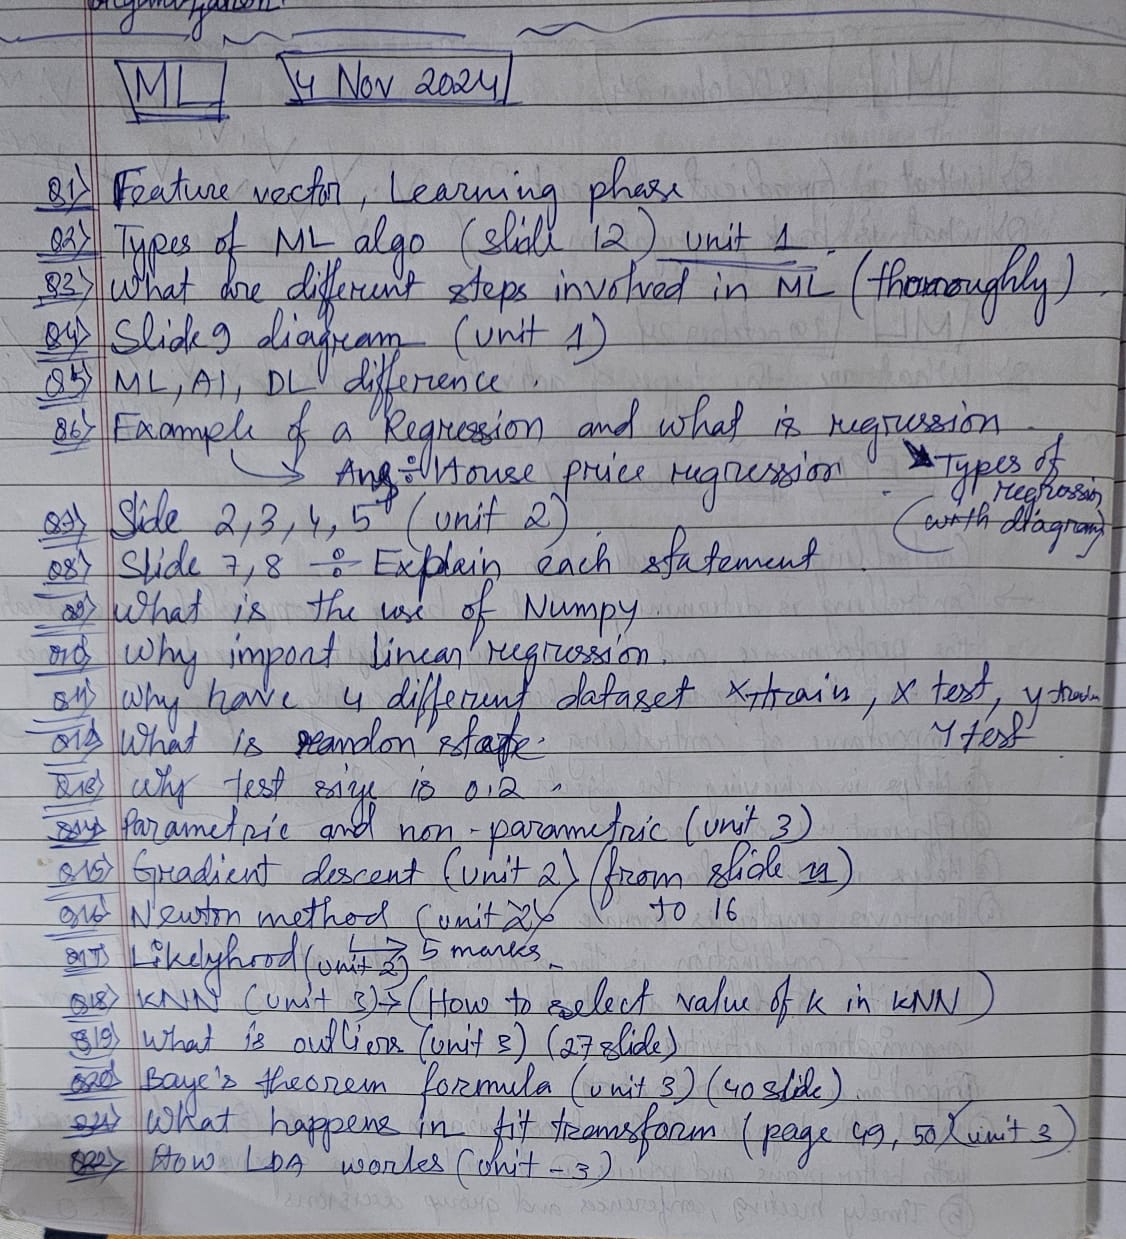 organization.
ML 4 Nov 2024
Q1) Feature vector, Learning phase
Q2) Types of ML algo (slide 12) unit 1.
Q3) What are different steps involved in ML (thoroughly).
Q4) Slide 9 diagram (unit 1)
Q5) ML, AI, DL difference.
Q6) Example of a Regression and what is regression.
Ans ÷ House price regression
Types of
regression
(with diagram)
Q7) Slide 2,3,4,5 (unit 2)
Q8) Slide 7,8 ÷ Explain each statement.
Q9) What is the use of Numpy
Q10) Why import linear regression.
Q11) Why have 4 different dataset x train, x test, y train
Y test
Q12) What is random state.
Q13) Why test size is 0.2.
Q14) Parametric and non-parametric (unit 3)
Q15) Gradient descent (unit 2) (from slide 11)
to 16
Q16) Newton method (unit 2)
5 marks
Q17) Likelyhood (unit 2)
Q18) KNN (unit 3) → (How to select value of k in KNN)
Q19) What is outliers (unit 3) (27 slide)
Q20) Baye's theorem formula (unit 3) (40 slide)
Q21) What happens in fit transform (page 49, 50) (unit 3)
Q22) How LDA works (unit-3)